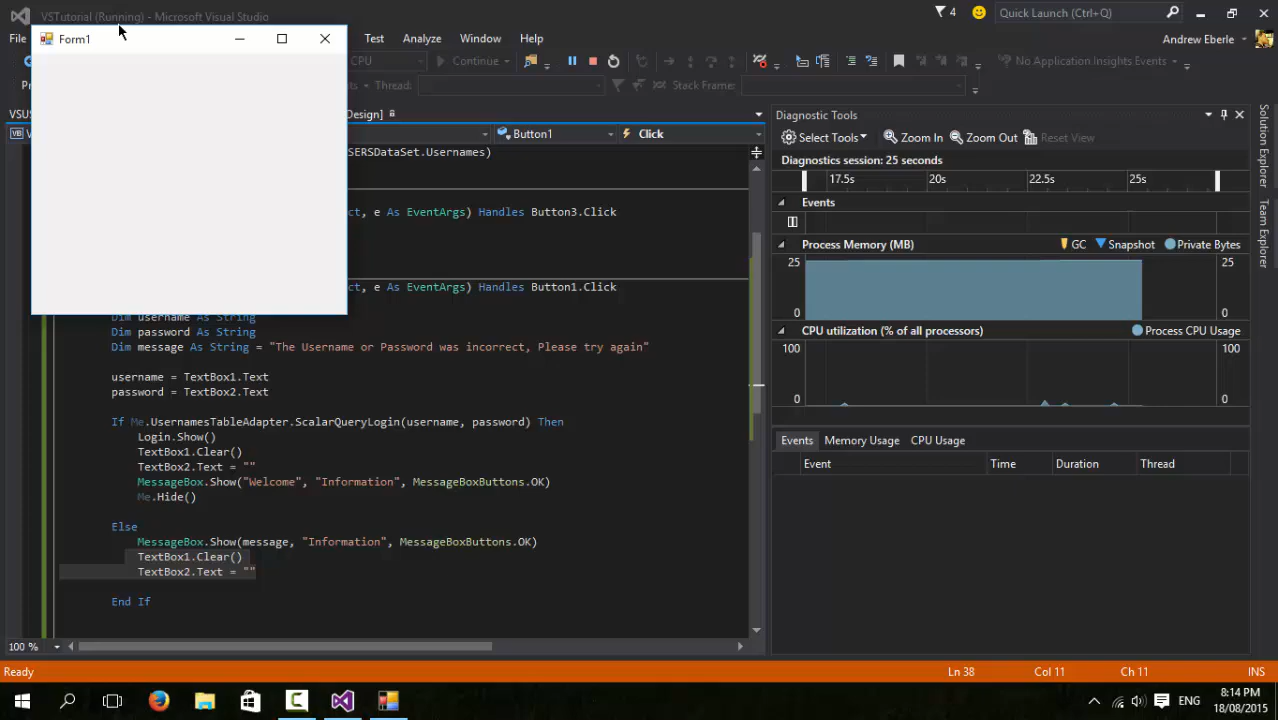 VSTutorial (Running) - Microsoft Visual Studio
4
Quick Launch (Ctrl+Q)
Form1
File
Test Analyze Window Help
Andrew Eberle
CPU
Continue
No Application Insights Events
Thread:
Stack Frame:
VSUS
Design]
Diagnostic Tools
VB
Button1
Click
Select Tools Zoom In Zoom Out Reset View
SERSDataSet.Usernames)
Diagnostics session: 25 seconds
17.5s 20s 22.5s 25s
Events
ct, e As EventArgs) Handles Button3.Click
Process Memory (MB) GC Snapshot Private Bytes
25 25
0 0
ct, e As EventArgs) Handles Button1.Click
Dim username As String
Dim password As String
CPU utilization (% of all processors) Process CPU Usage
Dim message As String = "The Username or Password was incorrect, Please try again"
100 100
username = TextBox1.Text
password = TextBox2.Text
0 0
If Me.UsernamesTableAdapter.ScalarQueryLogin(username, password) Then
Login.Show()
Events Memory Usage CPU Usage
TextBox1.Clear()
TextBox2.Text = ""
Event Time Duration Thread
MessageBox.Show("Welcome", "Information", MessageBoxButtons.OK)
Me.Hide()
Else
MessageBox.Show(message, "Information", MessageBoxButtons.OK)
TextBox1.Clear()
TextBox2.Text = ""
End If
100 %
Solution Explorer
Team Explorer
Ready
Ln 38 Col 11 Ch 11 INS
ENG
8:14 PM
18/08/2015